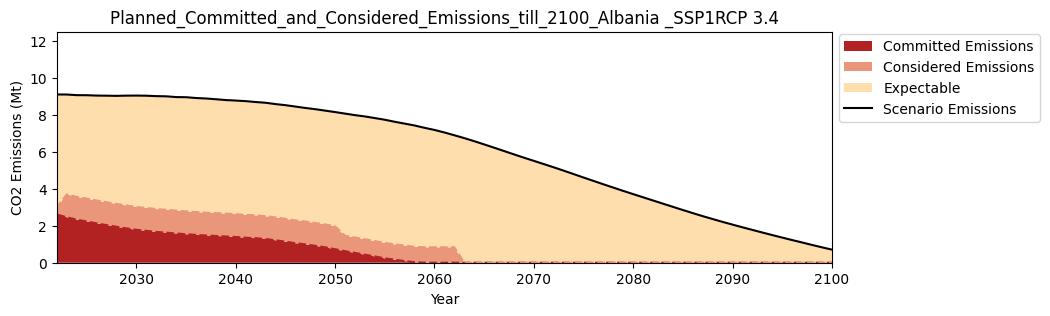 Planned_Committed_and_Considered_Emissions_till_2100_Albania _SSP1RCP 3.4
12
10
8
6
4
2
0
CO2 Emissions (Mt)
2030 2040 2050 2060 2070 2080 2090 2100
Year
Committed Emissions
Considered Emissions
Expectable
Scenario Emissions